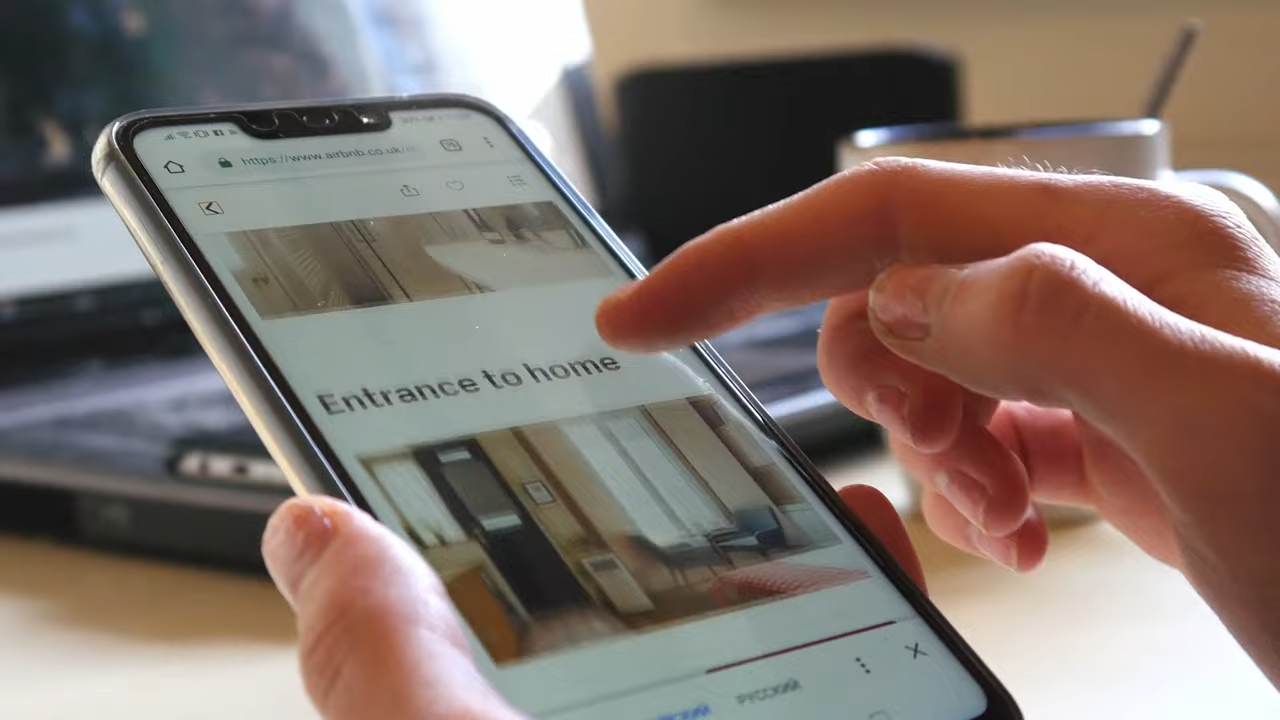 https://www.airbnb.co.uk/
Entrance to home
РУССКИЙ